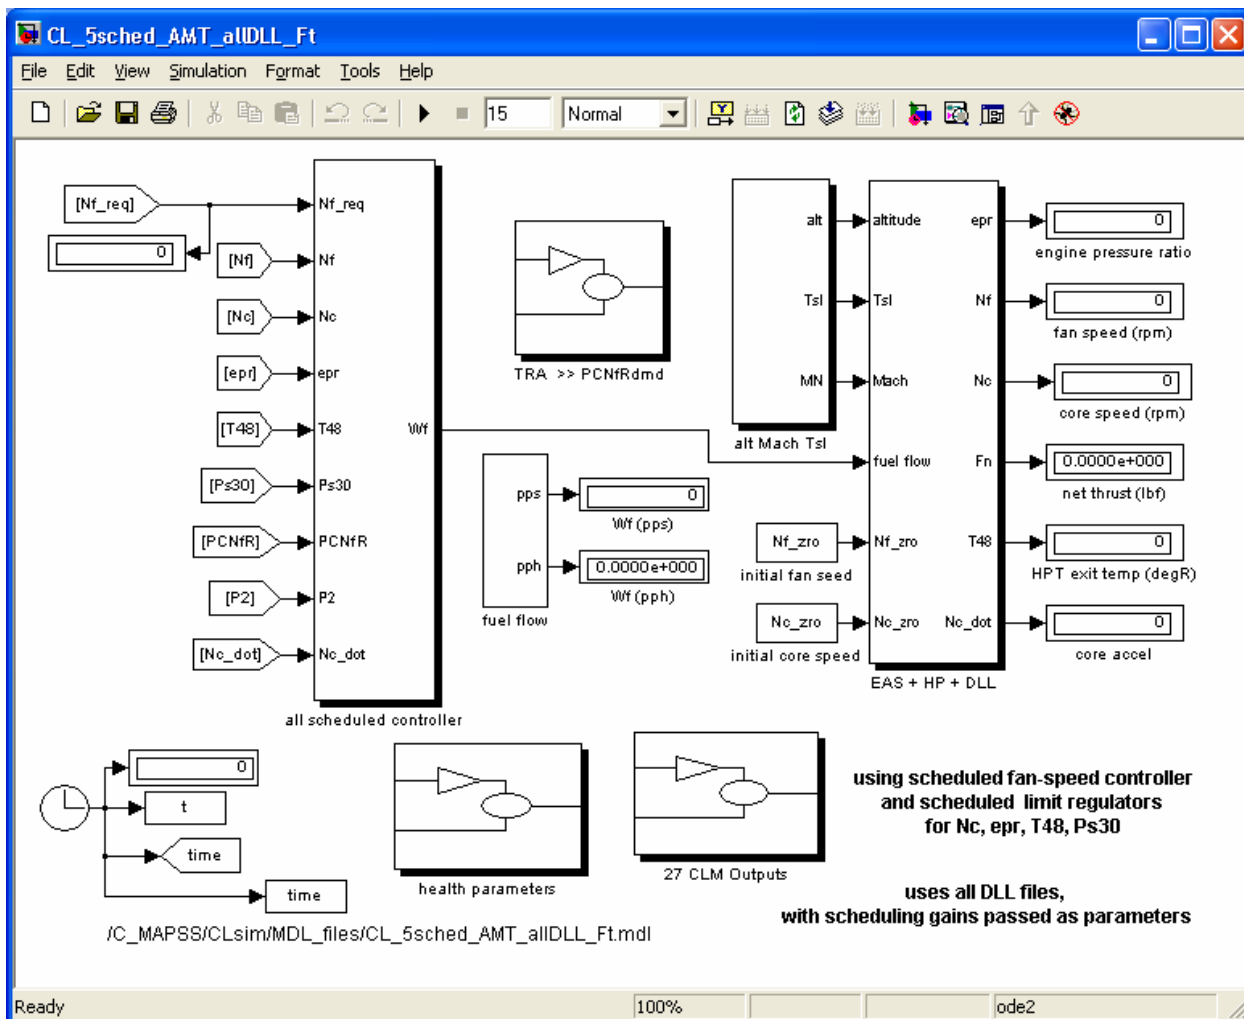 CL_5sched_AMT_allDLL_Ft
File Edit View Simulation Format Tools Help
15 Normal
[Nf_req] Nf_req
0
[Nf] Nf
[Nc] Nc
[epr] epr
[T48] T48 Wf
[Ps30] Ps30
[PCNfR] PCNfR
[P2] P2
[Nc_dot] Nc_dot
all scheduled controller
TRA >> PCNfRdmd
pps 0
Wf (pps)
pph 0.0000e+000
Wf (pph)
fuel flow
alt altitude epr 0
engine pressure ratio
Tsl Tsl Nf 0
fan speed (rpm)
MN Mach Nc 0
core speed (rpm)
alt Mach Tsl
fuel flow Fn 0.0000e+000
net thrust (lbf)
Nf_zro Nf_zro T48 0
initial fan seed
HPT exit temp (degR)
Nc_zro Nc_zro Nc_dot 0
initial core speed
core accel
EAS + HP + DLL
0
t
time
time
health parameters
27 CLM Outputs
using scheduled fan-speed controller
and scheduled limit regulators
for Nc, epr, T48, Ps30
uses all DLL files,
with scheduling gains passed as parameters
/C_MAPSS/CLsim/MDL_files/CL_5sched_AMT_allDLL_Ft.mdl
Ready 100% ode2